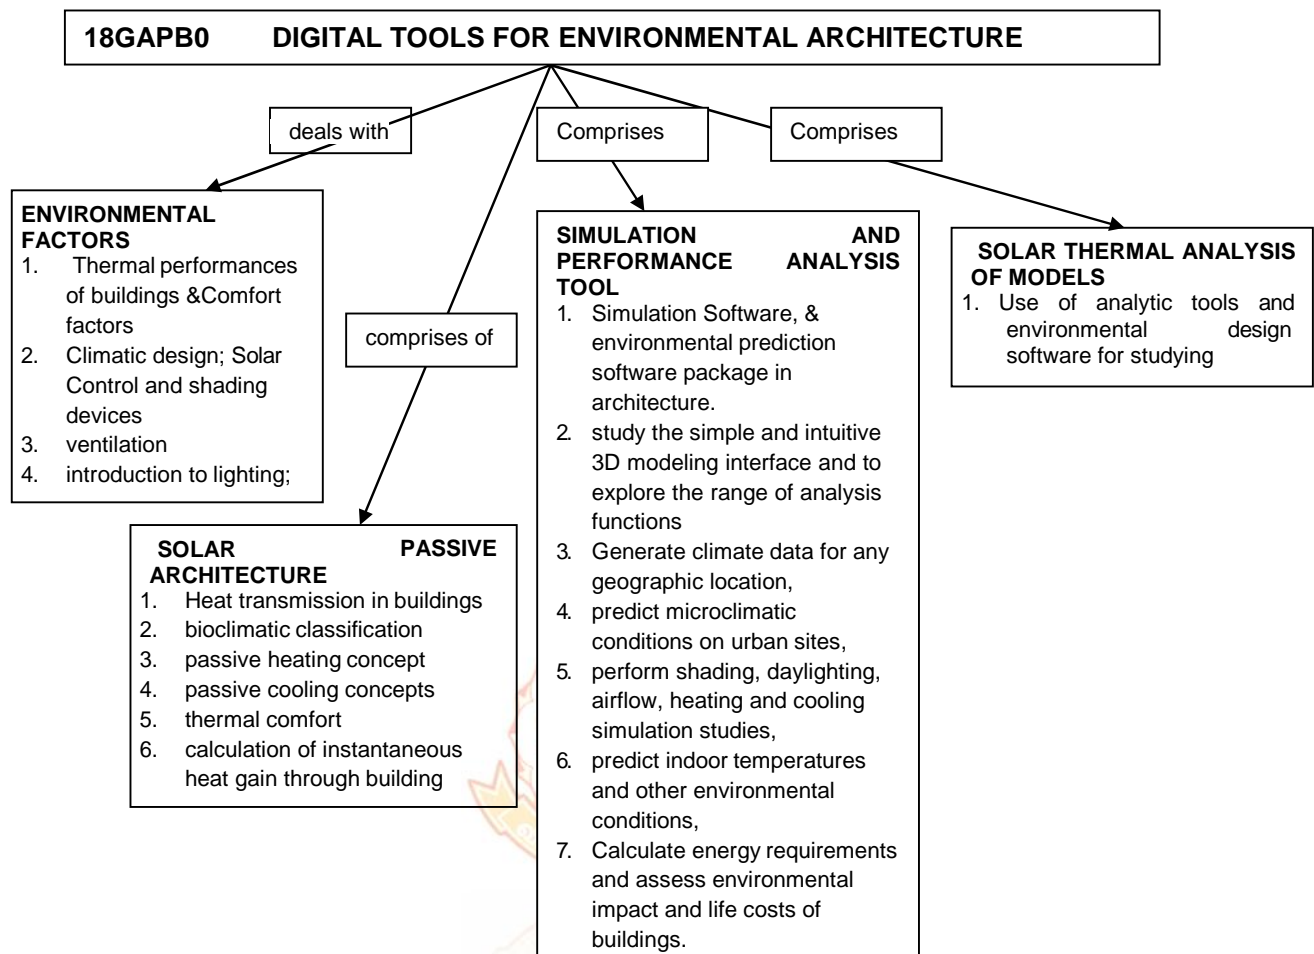 18GAPB0 DIGITAL TOOLS FOR ENVIRONMENTAL ARCHITECTURE
deals with
Comprises
Comprises
ENVIRONMENTAL
FACTORS
1. Thermal performances
of buildings &Comfort
factors
2. Climatic design; Solar
Control and shading
devices
3. ventilation
4. introduction to lighting;
comprises of
SOLAR PASSIVE
ARCHITECTURE
1. Heat transmission in buildings
2. bioclimatic classification
3. passive heating concept
4. passive cooling concepts
5. thermal comfort
6. calculation of instantaneous
heat gain through building
SIMULATION AND
PERFORMANCE ANALYSIS
TOOL
1. Simulation Software, &
environmental prediction
software package in
architecture.
2. study the simple and intuitive
3D modeling interface and to
explore the range of analysis
functions
3. Generate climate data for any
geographic location,
4. predict microclimatic
conditions on urban sites,
5. perform shading, daylighting,
airflow, heating and cooling
simulation studies,
6. predict indoor temperatures
and other environmental
conditions,
7. Calculate energy requirements
and assess environmental
impact and life costs of
buildings.
SOLAR THERMAL ANALYSIS
OF MODELS
1. Use of analytic tools and
environmental design
software for studying